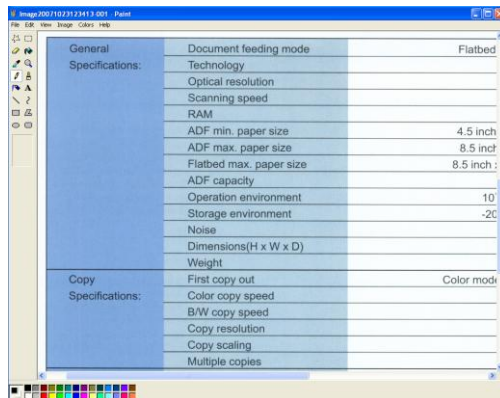 Image20071023123413-001 - Paint
File Edit View Image Colors Help
General Document feeding mode Flatbed
Specifications: Technology
Optical resolution
Scanning speed
RAM
ADF min. paper size 4.5 inch
ADF max. paper size 8.5 inch
Flatbed max. paper size 8.5 inch
ADF capacity
Operation environment 10
Storage environment -20
Noise
Dimensions(H x W x D)
Weight
Copy First copy out Color mode
Specifications: Color copy speed
B/W copy speed
Copy resolution
Copy scaling
Multiple copies